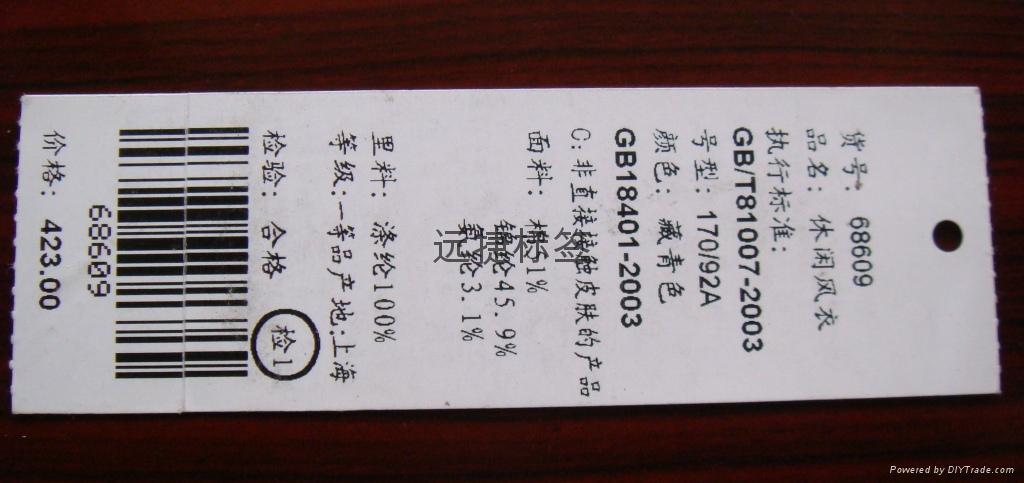 货号: 68609
品名: 休闲风衣
执行标准:
GB/T81007-2003
号型: 170/92A
颜色: 藏青色
GB18401-2003
C:非直接接触皮肤的产品
面料: 棉51%
锦纶45.9%
氨纶3.1%
里料: 涤纶100%
等级:一等品产地:上海
检验: 合格
检1
68609
价格: 423.00
远捷标签
Powered by DIYTrade.com